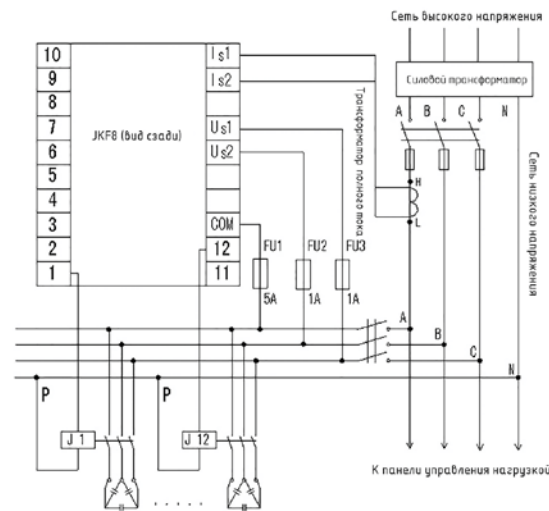 Сеть высокого напряжения
Силовой трансформатор
A B C N
10 Is1
9 Is2
8
JKF8 (вид сзади)
7 Us1
6 Us2
5
4
3 COM
2 12
1 11
Трансформатор полного тока
Сеть низкого напряжения
H
L
FU1 FU2 FU3
5A 1A 1A
A
B
C
N
P P
J 1 J 12
К панели управления нагрузкой